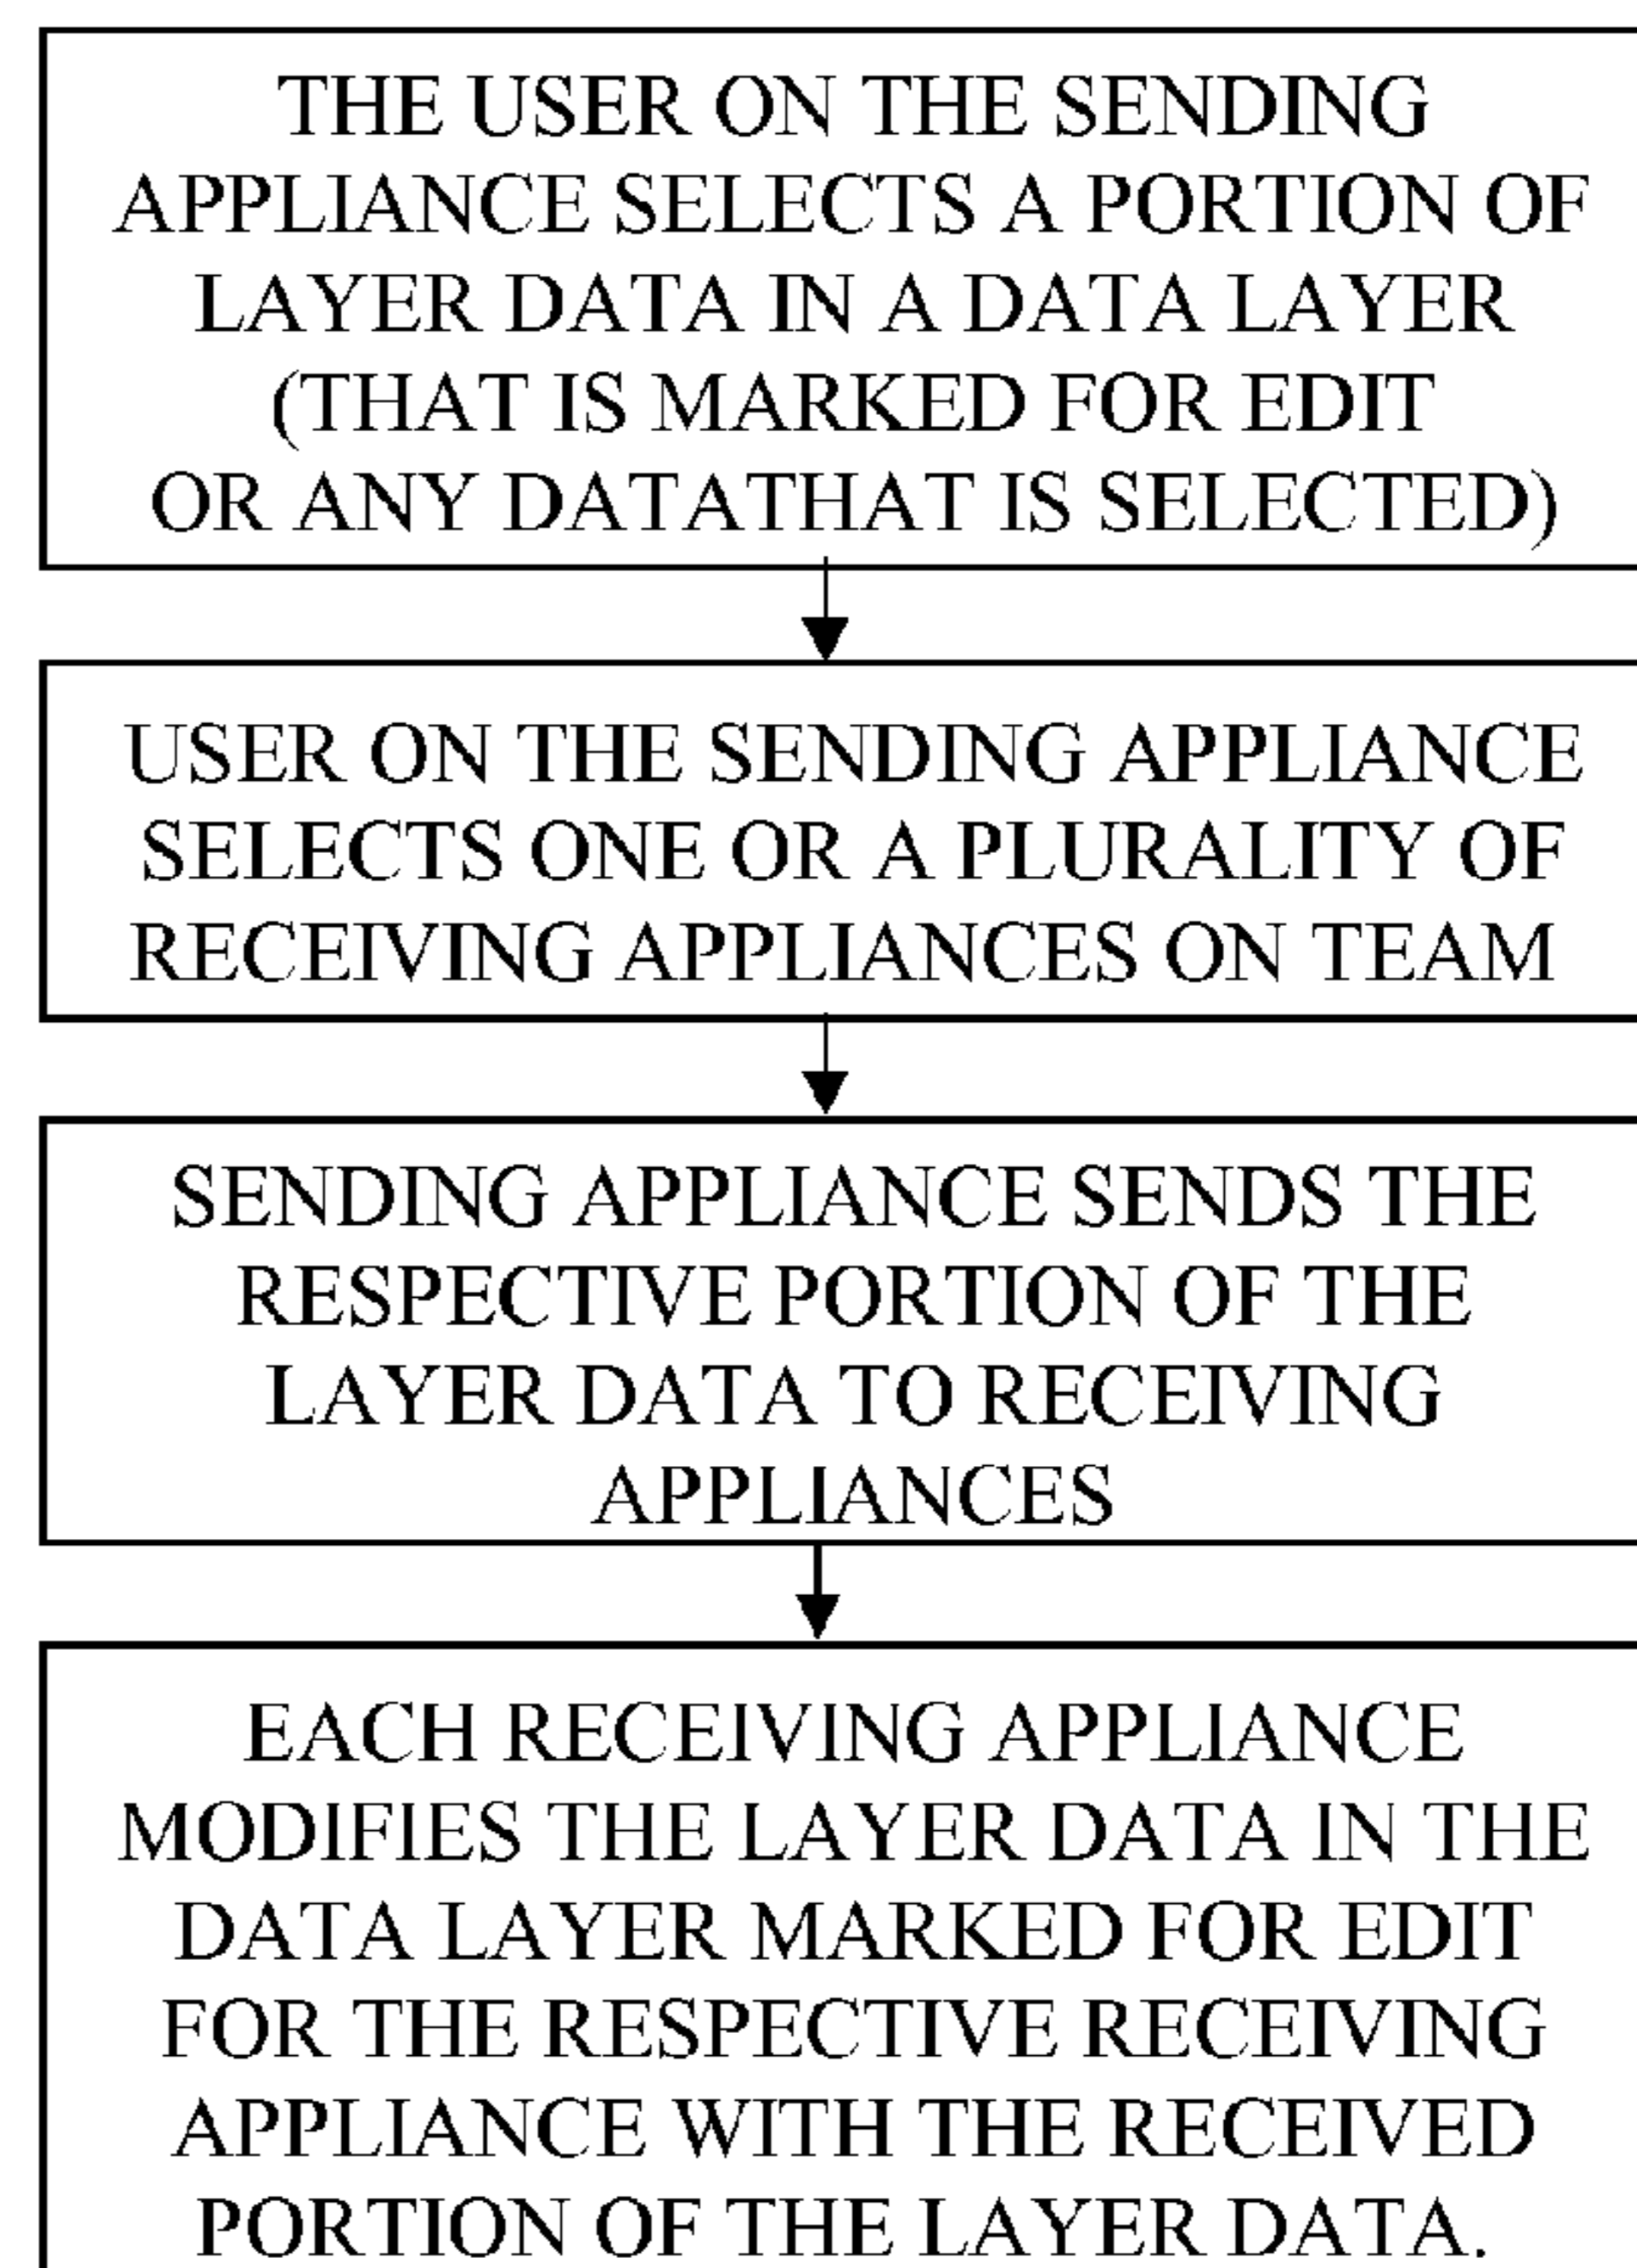 THE USER ON THE SENDING
APPLIANCE SELECTS A PORTION OF
LAYER DATA IN A DATA LAYER
(THAT IS MARKED FOR EDIT
OR ANY DATATHAT IS SELECTED)
USER ON THE SENDING APPLIANCE
SELECTS ONE OR A PLURALITY OF
RECEIVING APPLIANCES ON TEAM
SENDING APPLIANCE SENDS THE
RESPECTIVE PORTION OF THE
LAYER DATA TO RECEIVING
APPLIANCES
EACH RECEIVING APPLIANCE
MODIFIES THE LAYER DATA IN THE
DATA LAYER MARKED FOR EDIT
FOR THE RESPECTIVE RECEIVING
APPLIANCE WITH THE RECEIVED
PORTION OF THE LAYER DATA.